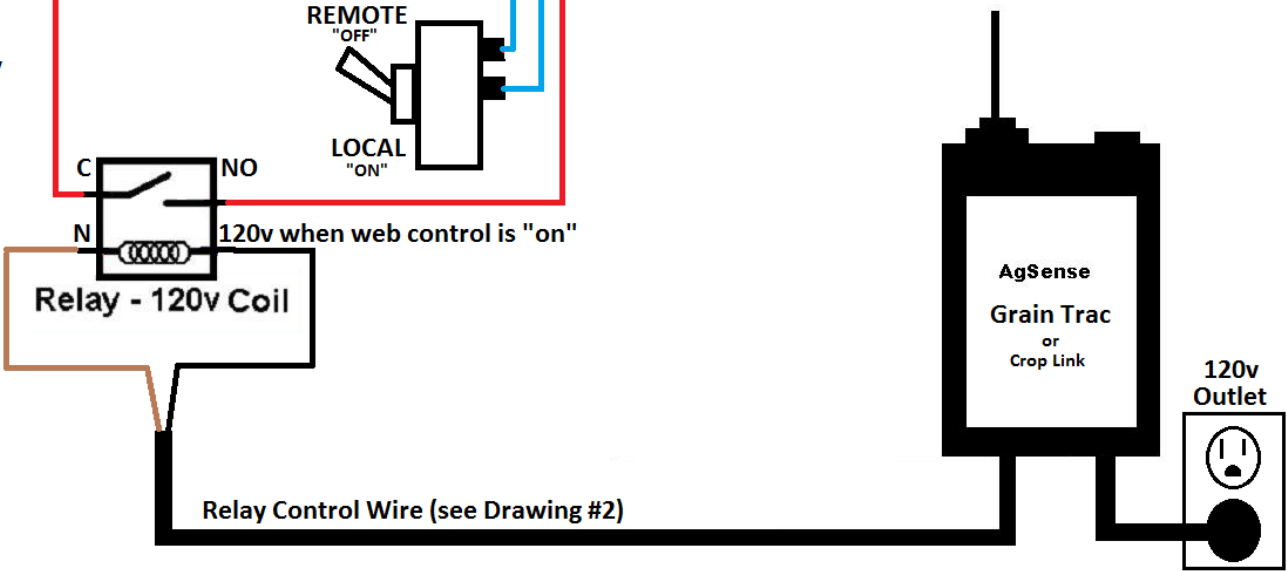 REMOTE
"OFF"
LOCAL
"ON"
C
NO
N
120v when web control is "on"
Relay - 120v Coil
Relay Control Wire (see Drawing #2)
AgSense
Grain Trac
or
Crop Link
120v
Outlet